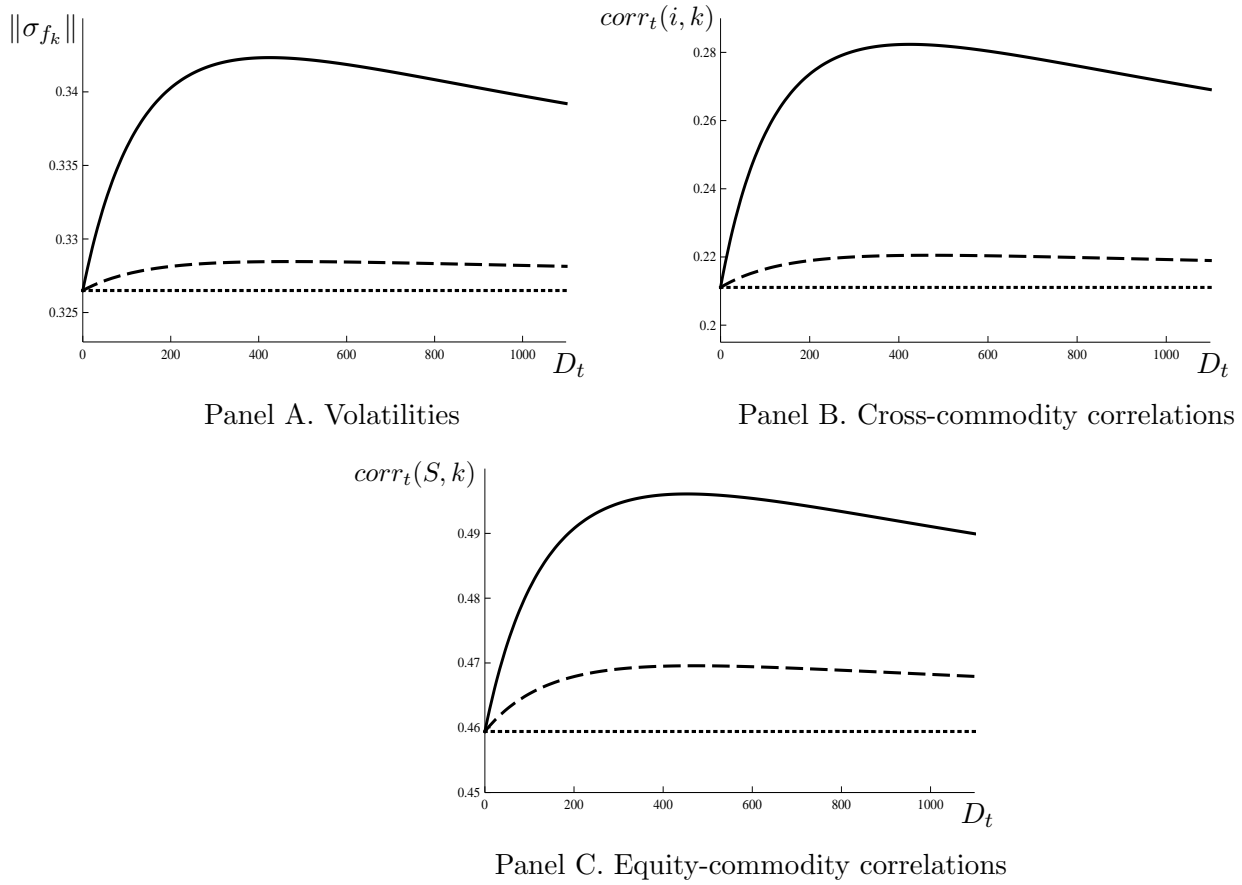 ‖σ_{f_k}‖
0.34
0.335
0.33
0.325
0 200 400 600 800 1000
D_t
Panel A. Volatilities
corr_t(i, k)
0.28
0.26
0.24
0.22
0.2
0 200 400 600 800 1000
D_t
Panel B. Cross-commodity correlations
corr_t(S, k)
0.49
0.48
0.47
0.46
0.45
0 200 400 600 800 1000
D_t
Panel C. Equity-commodity correlations